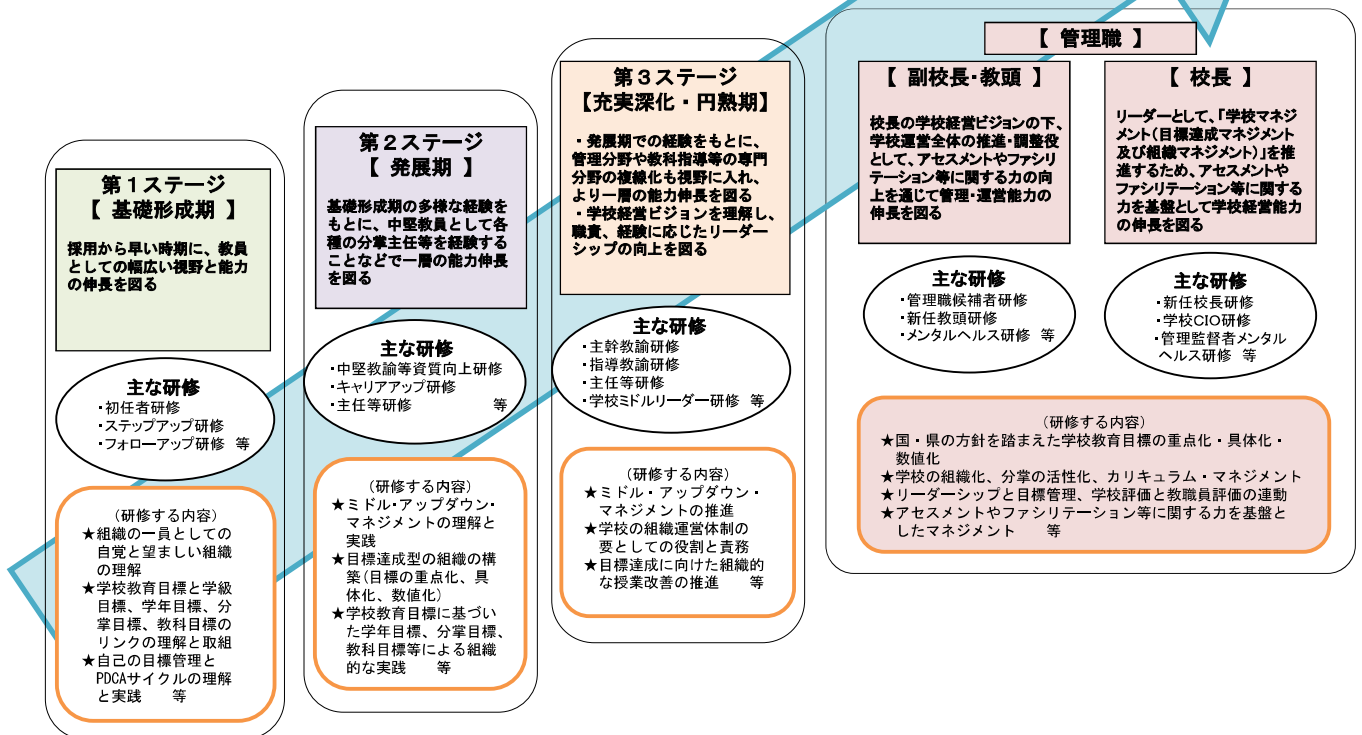 第1ステージ
【 基礎形成期 】
採用から早い時期に、教員
としての幅広い視野と能力
の伸長を図る
主な研修
・初任者研修
・ステップアップ研修
・フォローアップ研修 等
(研修する内容)
★組織の一員としての
自覚と望ましい組織
の理解
★学校教育目標と学級
目標、学年目標、分
掌目標、教科目標の
リンクの理解と取組
★自己の目標管理と
PDCAサイクルの理解
と実践 等
第2ステージ
【 発展期 】
基礎形成期の多様な経験を
もとに、中堅教員として各
種の分掌主任等を経験する
ことなどで一層の能力伸長
を図る
主な研修
・中堅教諭等資質向上研修
・キャリアアップ研修
・主任等研修 等
(研修する内容)
★ミドル・アップダウン・
マネジメントの理解と
実践
★目標達成型の組織の構
築(目標の重点化、具
体化、数値化)
★学校教育目標に基づい
た学年目標、分掌目標、
教科目標等による組織
的な実践 等
第3ステージ
【充実深化・円熟期】
・発展期での経験をもとに、
管理分野や教科指導等の専門
分野の複線化も視野に入れ、
より一層の能力伸長を図る
・学校経営ビジョンを理解し、
職責、経験に応じたリーダー
シップの向上を図る
主な研修
・主幹教諭研修
・指導教諭研修
・主任等研修
・学校ミドルリーダー研修 等
(研修する内容)
★ミドル・アップダウン・
マネジメントの推進
★学校の組織運営体制の
要としての役割と責務
★目標達成に向けた組織的
な授業改善の推進 等
【 管理職 】
【 副校長・教頭 】
校長の学校経営ビジョンの下、
学校運営全体の推進・調整役
として、アセスメントやファシリ
テーション等に関する力の向
上を通じて管理・運営能力の
伸長を図る
主な研修
・管理職候補者研修
・新任教頭研修
・メンタルヘルス研修 等
【 校長 】
リーダーとして、「学校マネジ
メント(目標達成マネジメント
及び組織マネジメント)」を推
進するため、アセスメントや
ファシリテーション等に関する
力を基盤として学校経営能力
の伸長を図る
主な研修
・新任校長研修
・学校CIO研修
・管理監督者メンタル
ヘルス研修 等
(研修する内容)
★国・県の方針を踏まえた学校教育目標の重点化・具体化・
数値化
★学校の組織化、分掌の活性化、カリキュラム・マネジメント
★リーダーシップと目標管理、学校評価と教職員評価の連動
★アセスメントやファシリテーション等に関する力を基盤と
したマネジメント 等